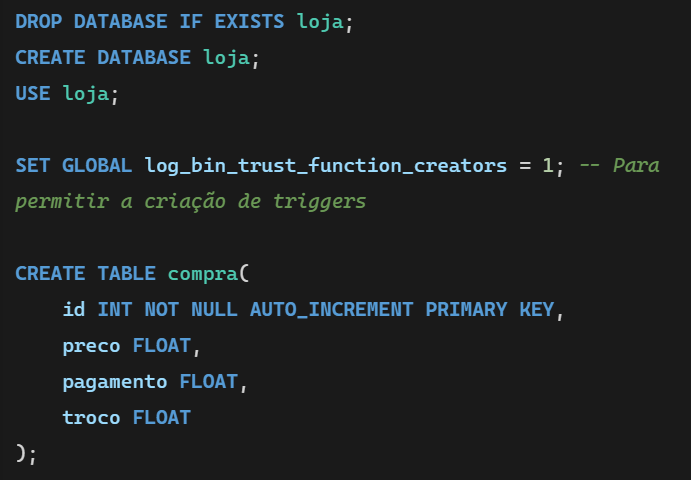 DROP DATABASE IF EXISTS loja;
CREATE DATABASE loja;
USE loja;
SET GLOBAL log_bin_trust_function_creators = 1; -- Para
permitir a criação de triggers
CREATE TABLE compra(
    id INT NOT NULL AUTO_INCREMENT PRIMARY KEY,
    preco FLOAT,
    pagamento FLOAT,
    troco FLOAT
);